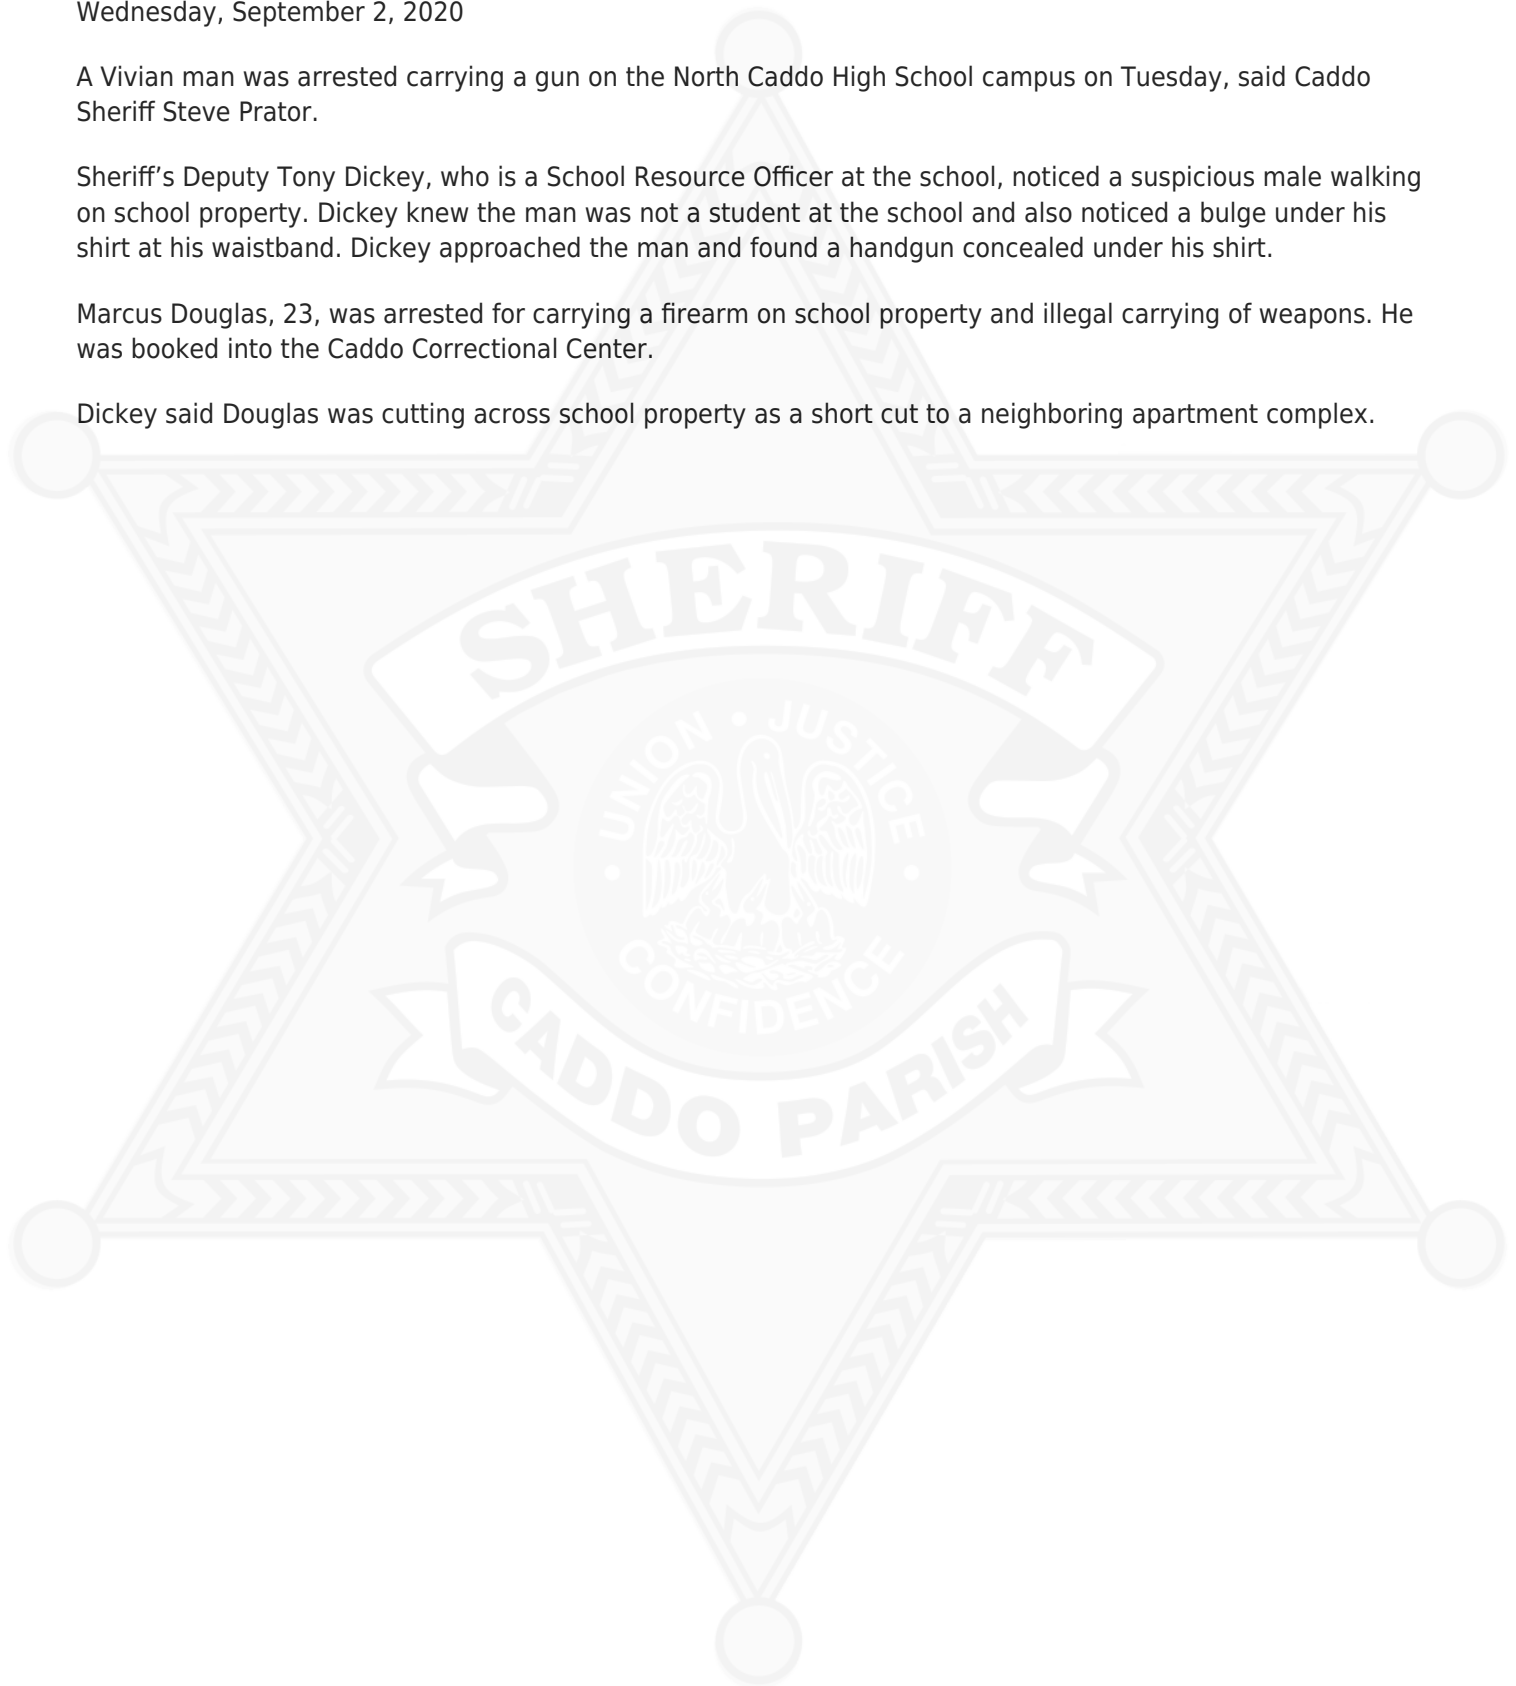 Wednesday, September 2, 2020
A Vivian man was arrested carrying a gun on the North Caddo High School campus on Tuesday, said Caddo
Sheriff Steve Prator.
Sheriff’s Deputy Tony Dickey, who is a School Resource Officer at the school, noticed a suspicious male walking
on school property. Dickey knew the man was not a student at the school and also noticed a bulge under his
shirt at his waistband. Dickey approached the man and found a handgun concealed under his shirt.
Marcus Douglas, 23, was arrested for carrying a firearm on school property and illegal carrying of weapons. He
was booked into the Caddo Correctional Center.
Dickey said Douglas was cutting across school property as a short cut to a neighboring apartment complex.
SHERIFF
UNION • JUSTICE
• CONFIDENCE •
CADDO PARISH